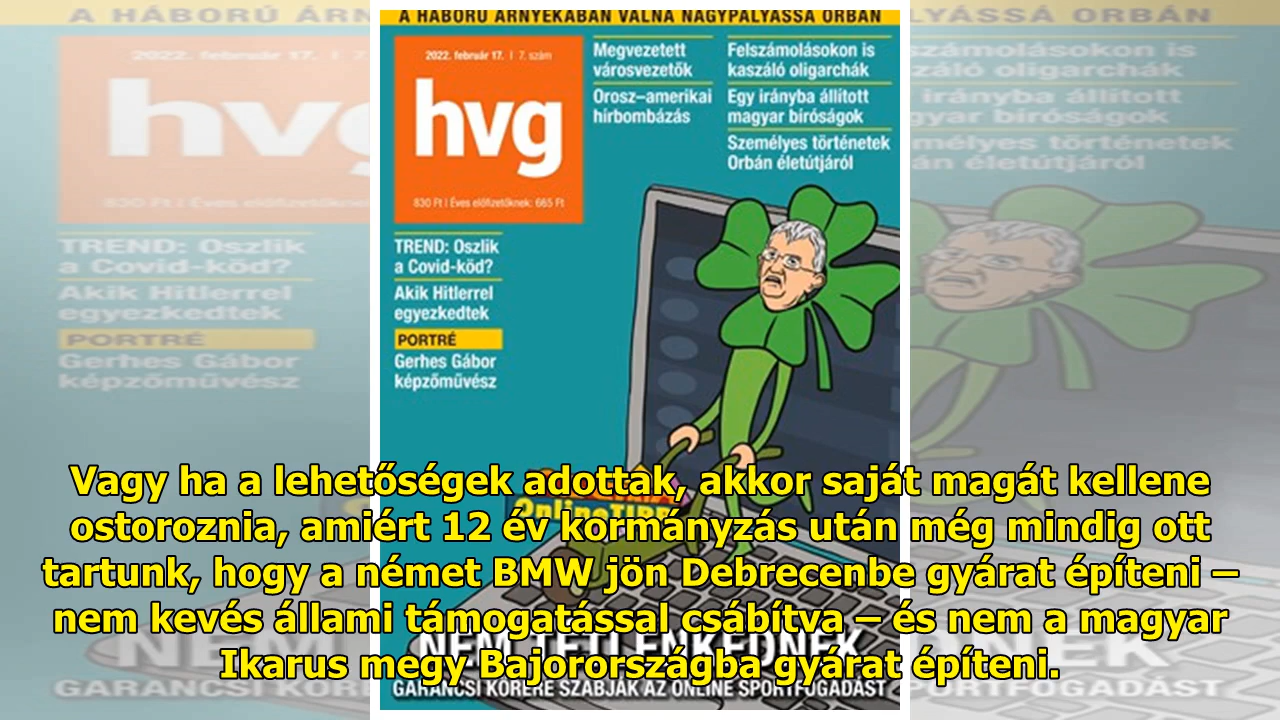 A HÁBORÚ ÁRNYÉKÁBAN VÁLNA NAGYPÁLYÁSSÁ ORBÁN
2022. február 17. | 7. szám
hvg
830 Ft | Éves előfizetőknek: 665 Ft
Megvezetett
városvezetők
Orosz–amerikai
hírbombázás
Felszámolásokon is
kaszáló oligarchák
Egy irányba állított
magyar bíróságok
Személyes történetek
Orbán életútjáról
TREND: Oszlik
a Covid-köd?
Akik Hitlerrel
egyezkedtek
PORTRÉ
Gerhes Gábor
képzőművész
Vagy ha a lehetőségek adottak, akkor saját magát kellene
ostoroznia, amiért 12 év kormányzás után még mindig ott
tartunk, hogy a német BMW jön Debrecenbe gyárat építeni –
nem kevés állami támogatással csábítva – és nem a magyar
Ikarus megy Bajorországba gyárat építeni.
NEM TÉTLENKEDNEK
GARANCSI KÖRÉRE SZABJÁK AZ ONLINE SPORTFOGADÁST